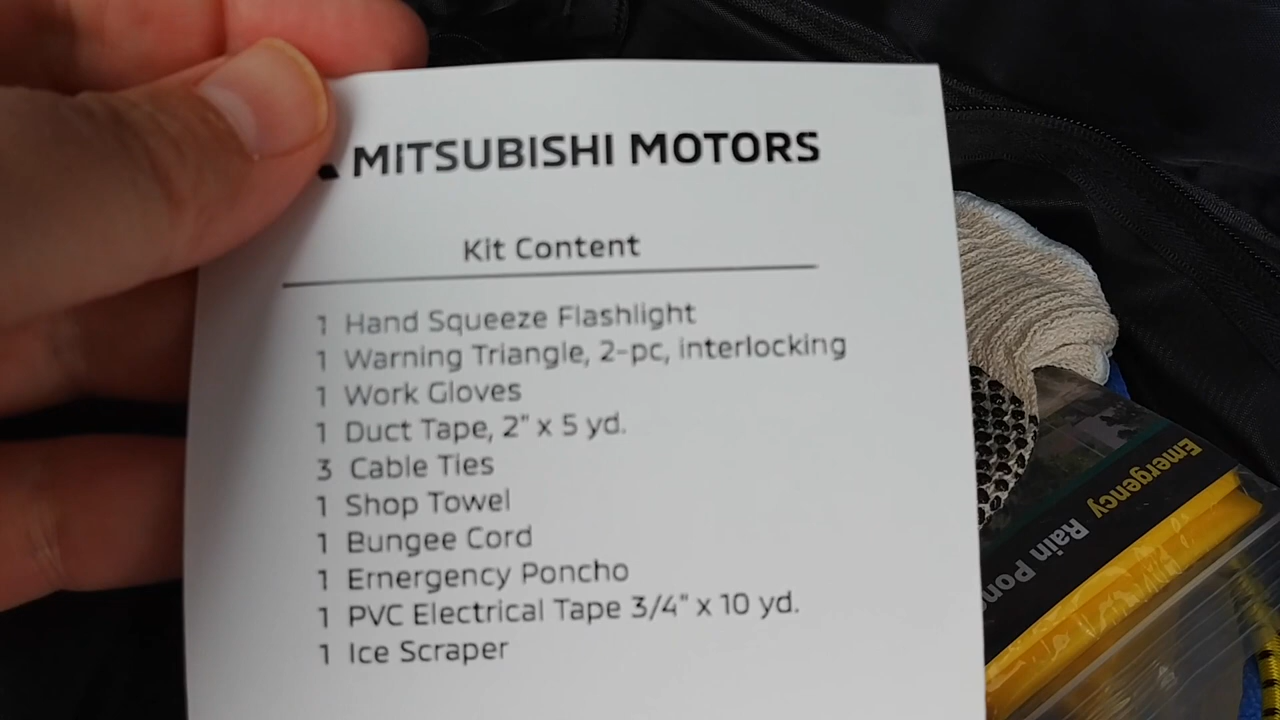 MITSUBISHI MOTORS
Kit Content
1 Hand Squeeze Flashlight
1 Warning Triangle, 2-pc, interlocking
1 Work Gloves
1 Duct Tape, 2" x 5 yd.
3 Cable Ties
1 Shop Towel
1 Bungee Cord
1 Emergency Poncho
1 PVC Electrical Tape 3/4" x 10 yd.
1 Ice Scraper
Emergency Rain